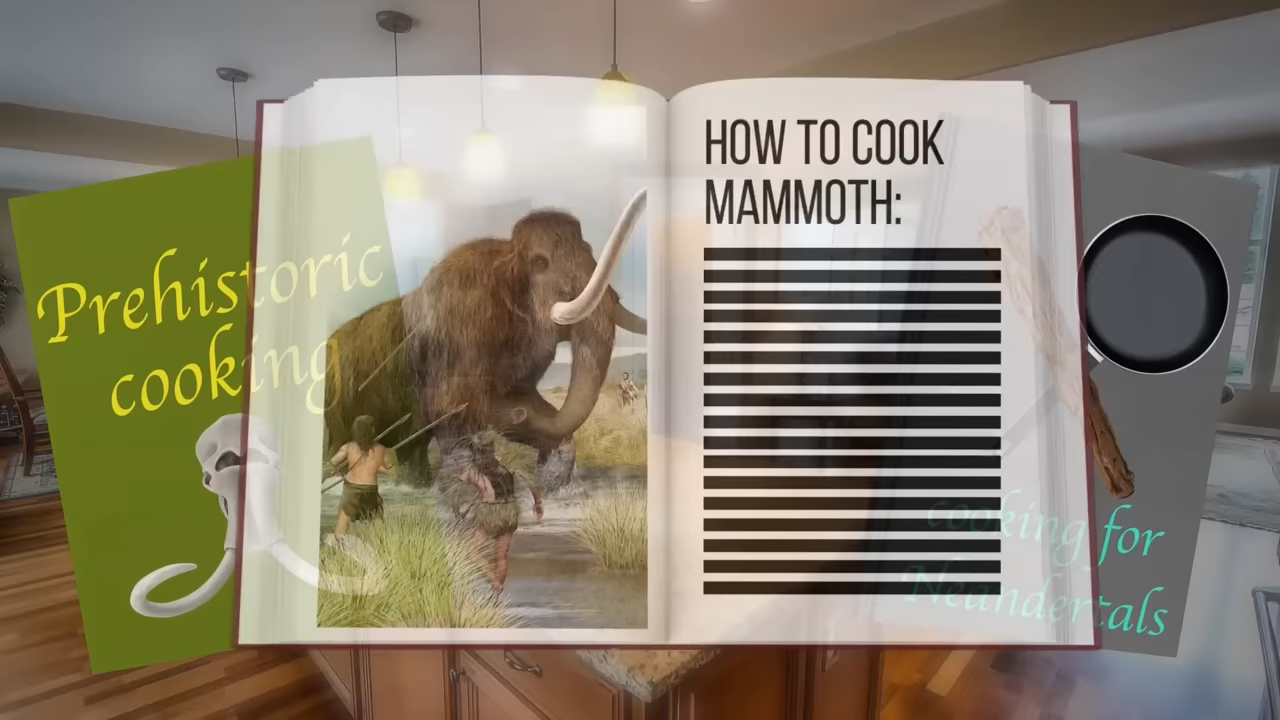 Prehistoric
cooking
HOW TO COOK
MAMMOTH:
cooking for
Neandertals